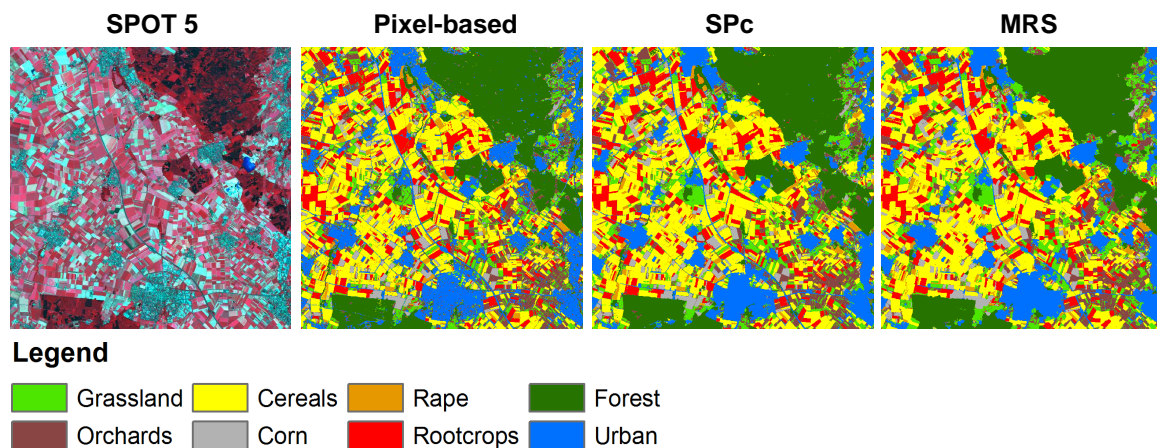 SPOT 5 Pixel-based SPc MRS
Legend
Grassland Cereals Rape Forest
Orchards Corn Rootcrops Urban